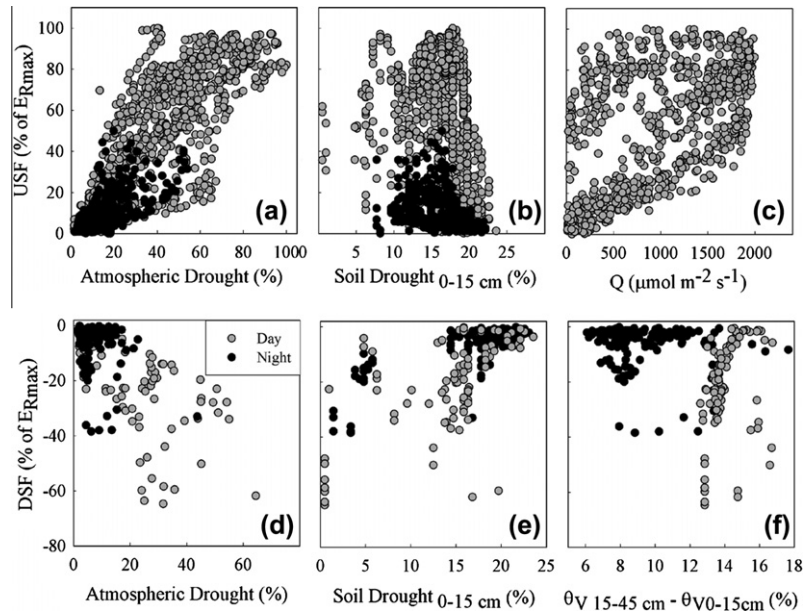 USF (% of E_Rmax)
100
80
60
40
20
0
(a)
(b)
(c)
0 20 40 60 80 100
0 5 10 15 20 25
0 500 1000 1500 2000
Atmospheric Drought (%)
Soil Drought 0-15 cm (%)
Q (μmol m⁻² s⁻¹)
DSF (% of E_Rmax)
0
-20
-40
-60
-80
Day
Night
(d)
(e)
(f)
0 20 40 60
0 5 10 15 20 25
6 8 10 12 14 16 18
Atmospheric Drought (%)
Soil Drought 0-15 cm (%)
θV 15-45 cm - θV0-15cm (%)